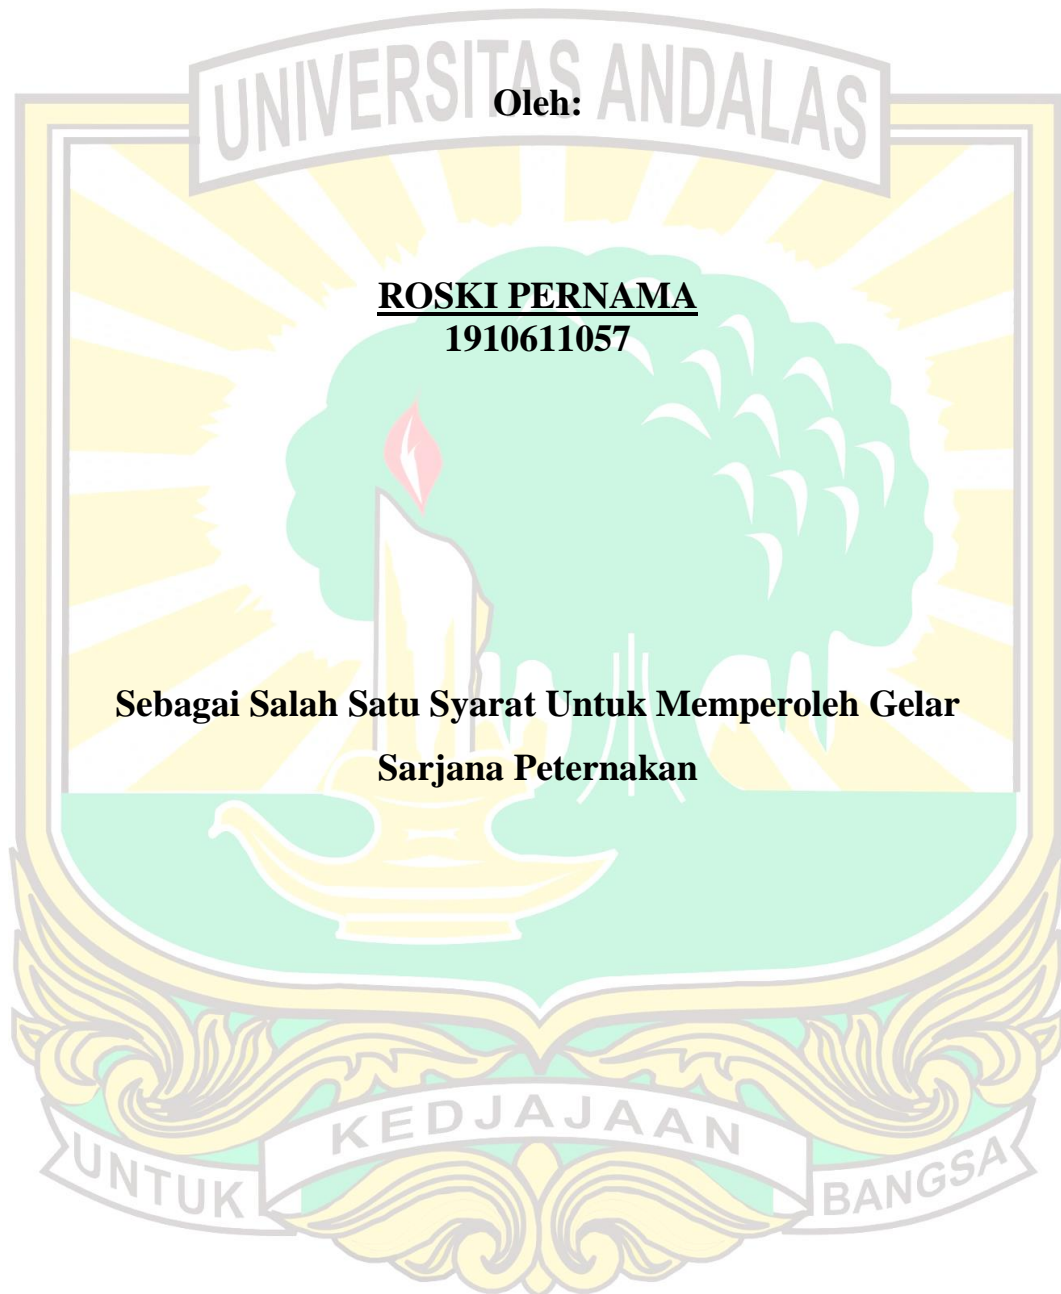 UNIVERSITAS ANDALAS
Oleh:
ROSKI PERNAMA
1910611057
Sebagai Salah Satu Syarat Untuk Memperoleh Gelar
Sarjana Peternakan
UNTUK KEDJAJAAN BANGSA